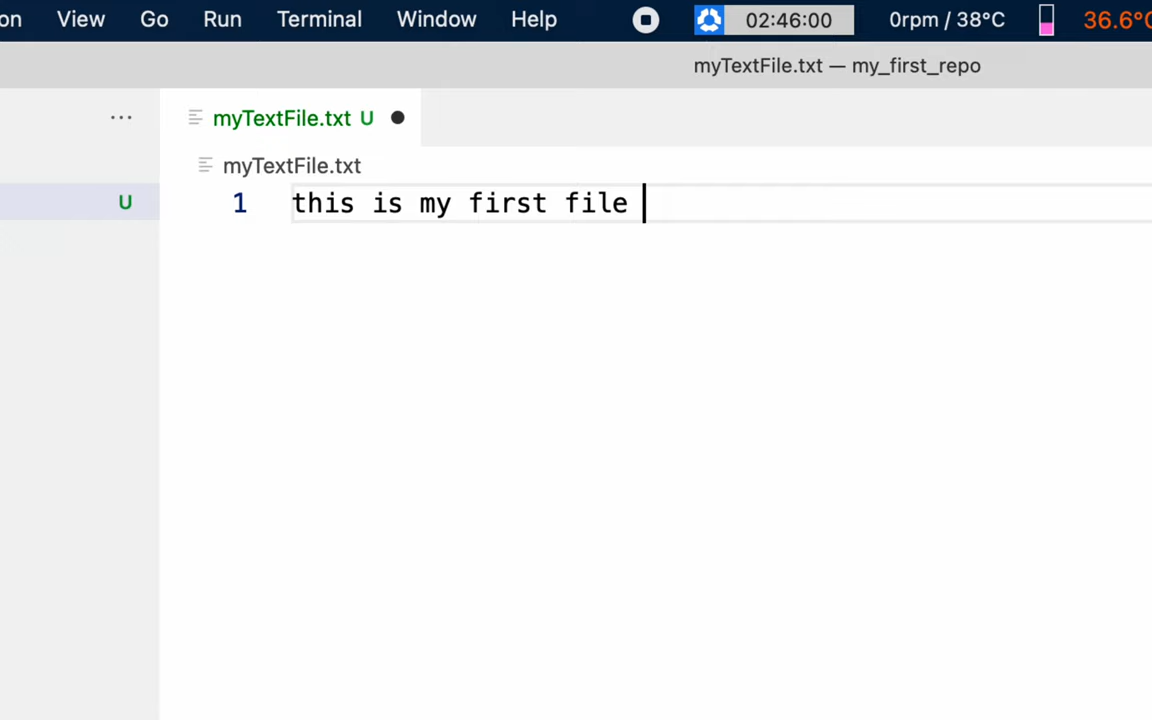 on View Go Run Terminal Window Help 02:46:00 0rpm / 38°C 36.6°C
myTextFile.txt — my_first_repo
... myTextFile.txt U
myTextFile.txt
U 1 this is my first file